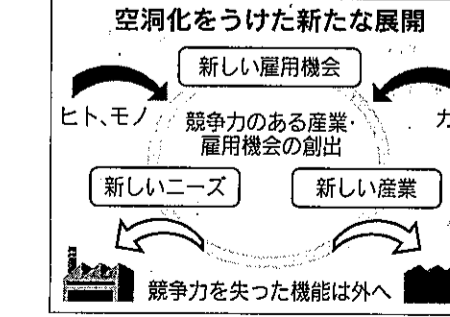 空洞化をうけた新たな展開
新しい雇用機会
ヒト、モノ
カ
競争力のある産業・
雇用機会の創出
新しいニーズ
新しい産業
競争力を失った機能は外へ